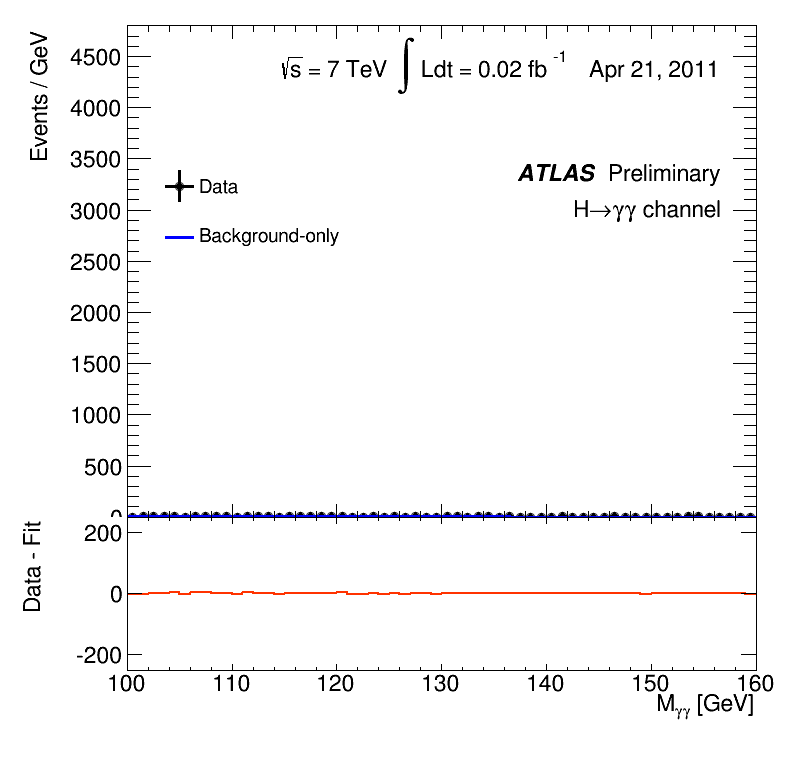 Events / GeV
4500
4000
3500
3000
2500
2000
1500
1000
500
0
√s = 7 TeV ∫ Ldt = 0.02 fb -1 Apr 21, 2011
ATLAS Preliminary
H→γγ channel
Data
Background-only
Data - Fit
200
0
-200
100 110 120 130 140 150 160
Mγγ [GeV]